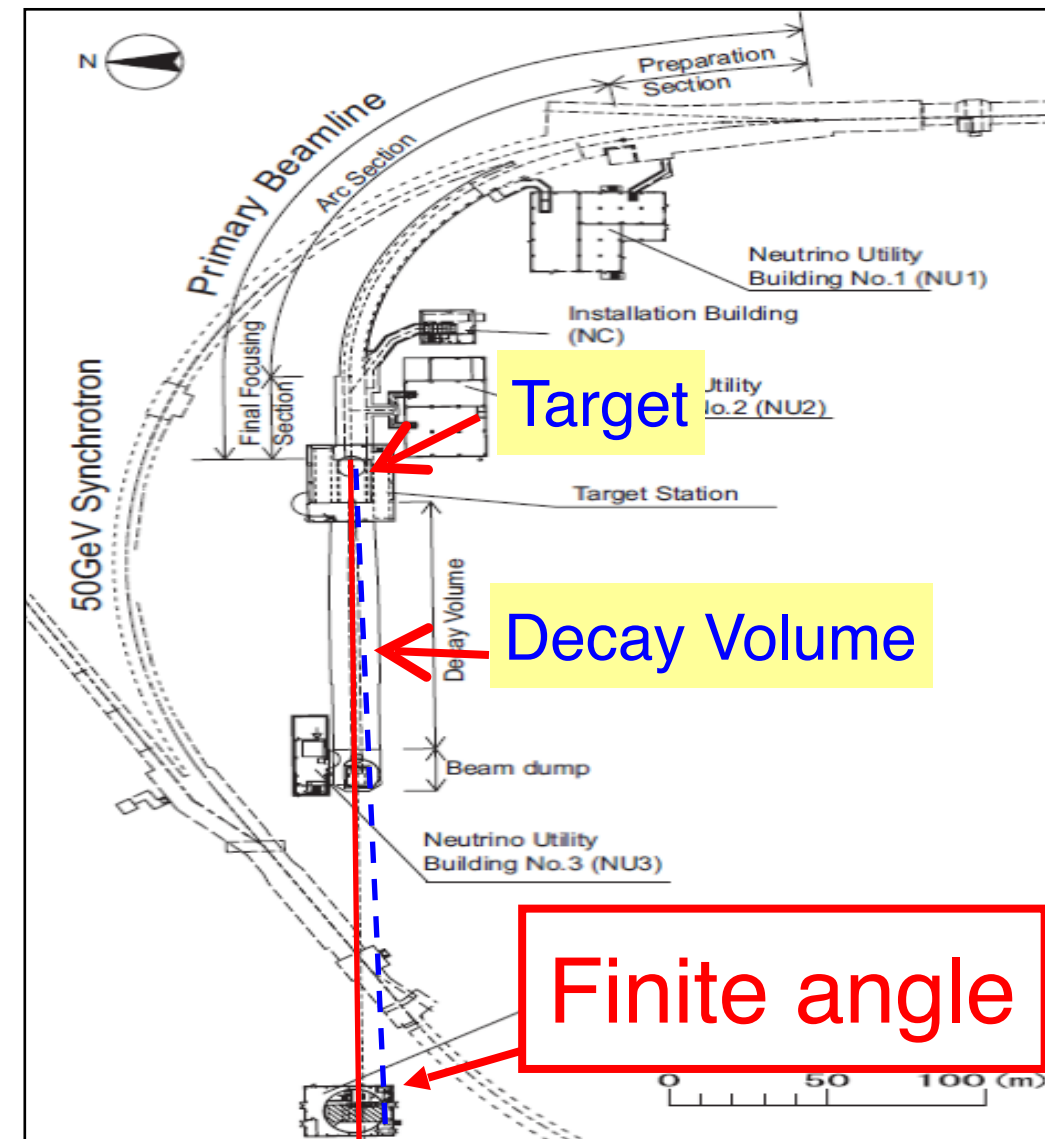 N
Preparation
Section
Primary Beamline
Arc Section
Neutrino Utility
Building No.1 (NU1)
Installation Building
(NC)
Final Focusing
Section
50GeV Synchrotron
Target
Utility
No.2 (NU2)
Target Station
Decay Volume
Decay Volume
Beam dump
Neutrino Utility
Building No.3 (NU3)
Finite angle
0 50 100 (m)